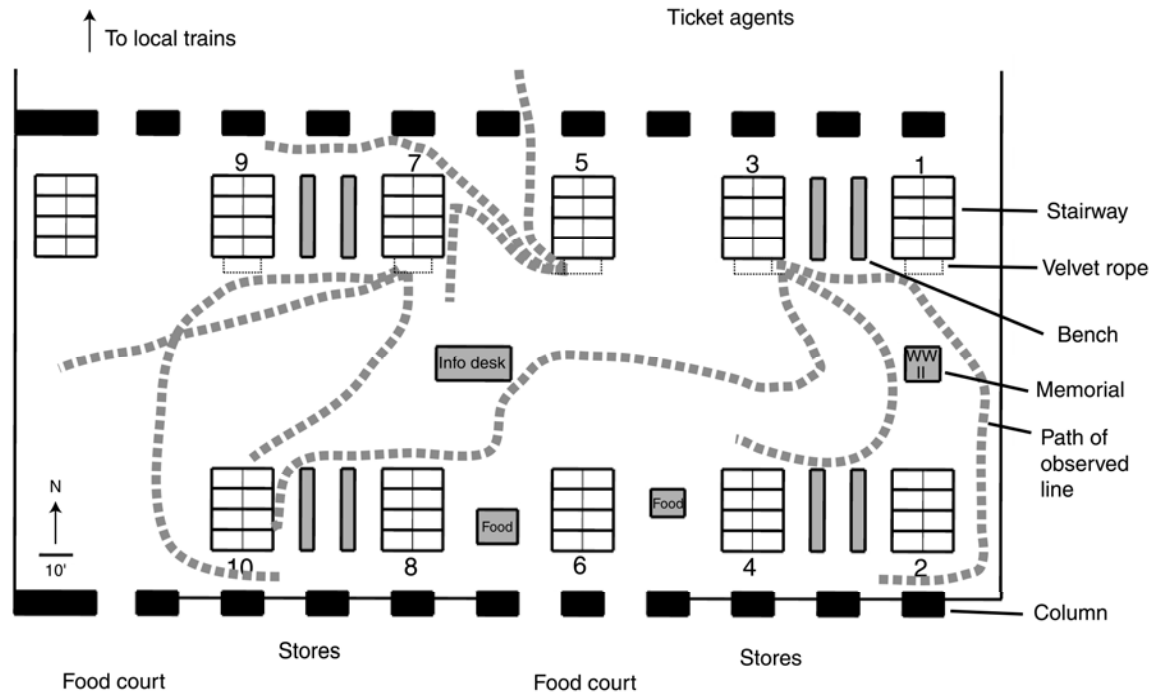 Ticket agents
To local trains
9
7
5
3
1
Stairway
Velvet rope
Bench
Info desk
WW
II
Memorial
Path of
observed
line
N
10'
Food
Food
10
8
6
4
2
Column
Stores
Stores
Food court
Food court